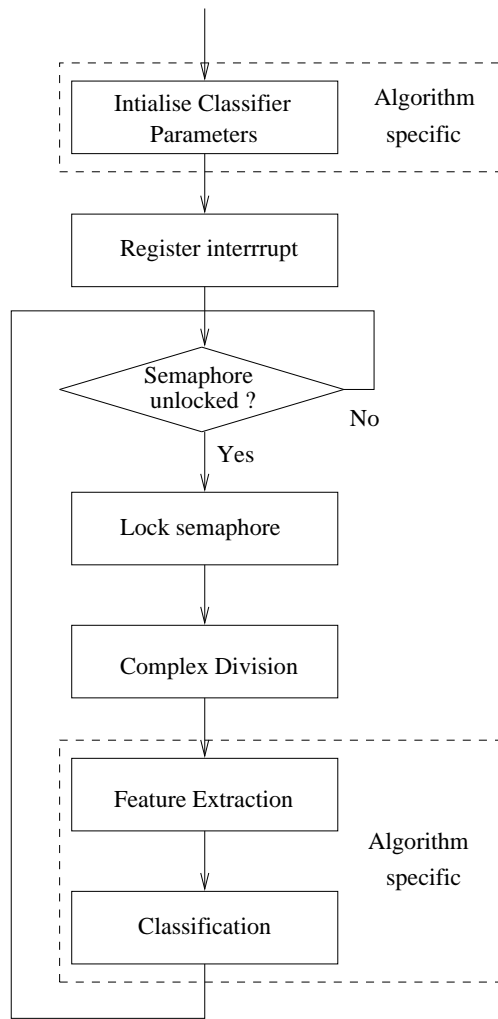 Intialise Classifier
Parameters
Algorithm
specific
Register interrrupt
Semaphore
unlocked ?
No
Yes
Lock semaphore
Complex Division
Feature Extraction
Algorithm
specific
Classification